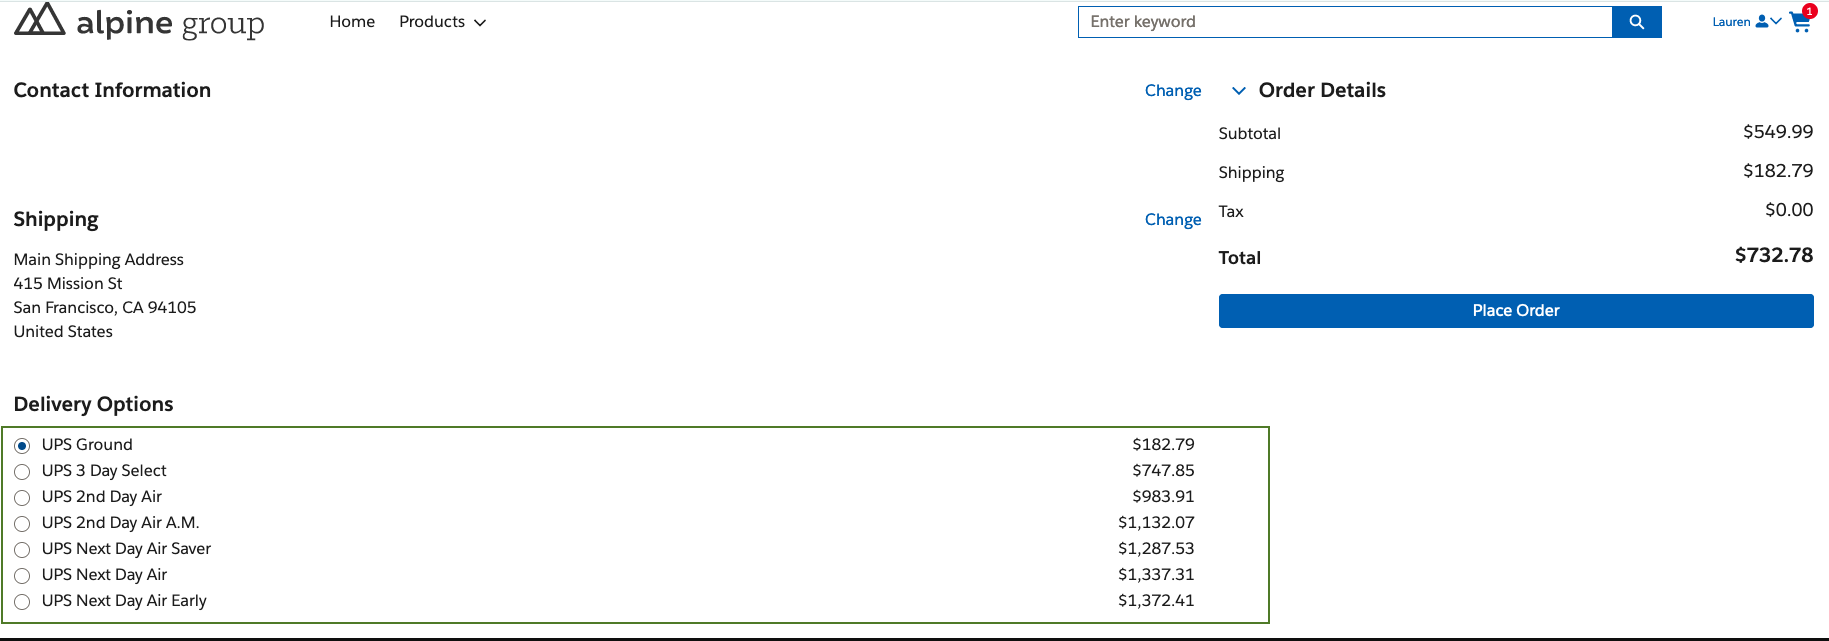 alpine group
Home
Products
Enter keyword
Lauren
1
Contact Information
Change
Shipping
Change
Main Shipping Address
415 Mission St
San Francisco, CA 94105
United States
Delivery Options
UPS Ground $182.79
UPS 3 Day Select $747.85
UPS 2nd Day Air $983.91
UPS 2nd Day Air A.M. $1,132.07
UPS Next Day Air Saver $1,287.53
UPS Next Day Air $1,337.31
UPS Next Day Air Early $1,372.41
Order Details
Subtotal $549.99
Shipping $182.79
Tax $0.00
Total $732.78
Place Order